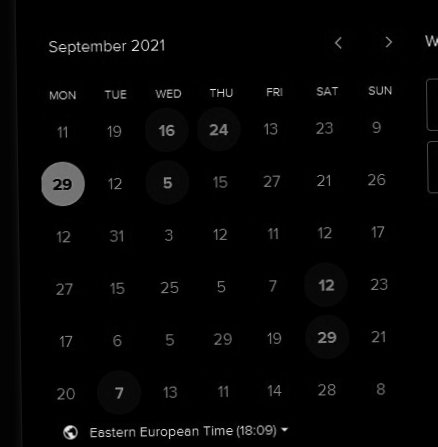 September 2021 < > W
MON TUE WED THU FRI SAT SUN
11 19 16 24 13 23 9
29 12 5 15 27 21 26
12 31 3 12 11 12 17
27 15 25 5 7 12 23
17 6 5 29 19 29 21
20 7 13 11 14 28 8
Eastern European Time (18:09)